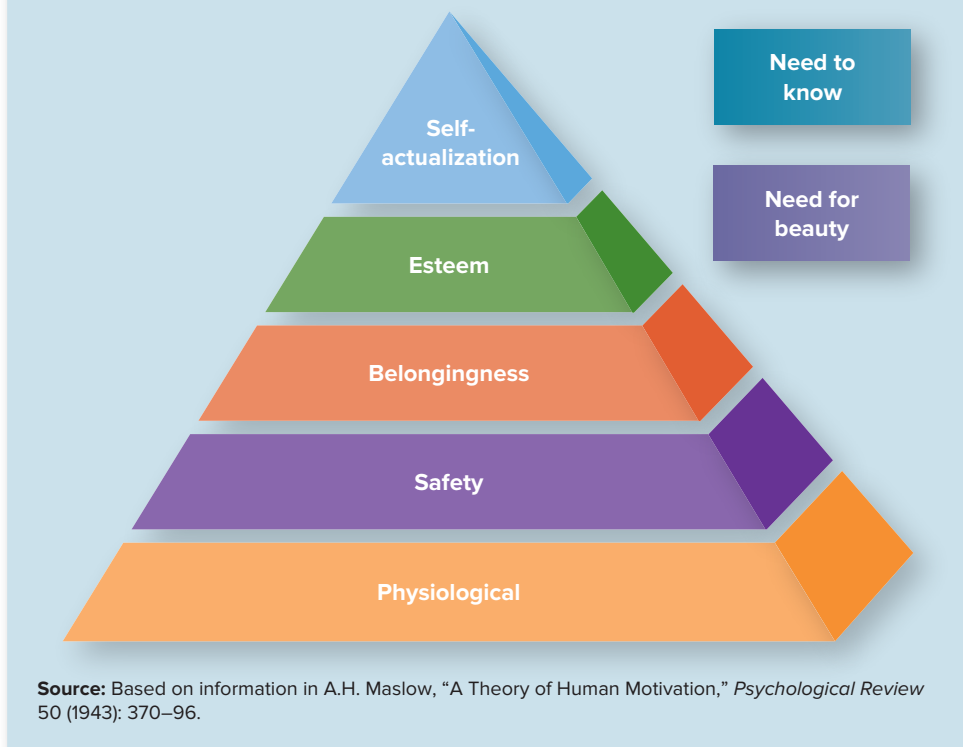 Self-
actualization
Need to
know
Need for
beauty
Esteem
Belongingness
Safety
Physiological
Source: Based on information in A.H. Maslow, “A Theory of Human Motivation,” Psychological Review
50 (1943): 370–96.